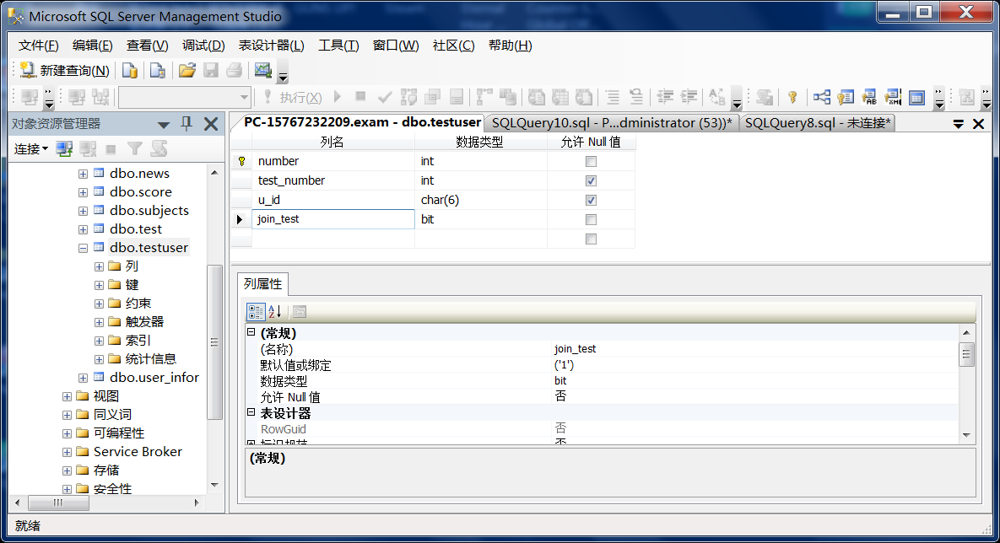 Microsoft SQL Server Management Studio
文件(F) 编辑(E) 查看(V) 调试(D) 表设计器(L) 工具(T) 窗口(W) 社区(C) 帮助(H)
新建查询(N)
执行(X)
对象资源管理器
PC-15767232209.exam - dbo.testuser SQLQuery10.sql - P...dministrator (53))* SQLQuery8.sql - 未连接*
连接
dbo.news
dbo.score
dbo.subjects
dbo.test
dbo.testuser
列
键
约束
触发器
索引
统计信息
dbo.user_infor
视图
同义词
可编程性
Service Broker
存储
安全性
列名 数据类型 允许 Null 值
number int
test_number int
u_id char(6)
join_test bit
列属性
(常规)
(名称) join_test
默认值或绑定 ('1')
数据类型 bit
允许 Null 值 否
表设计器
RowGuid 否
标识规范 否
(常规)
就绪